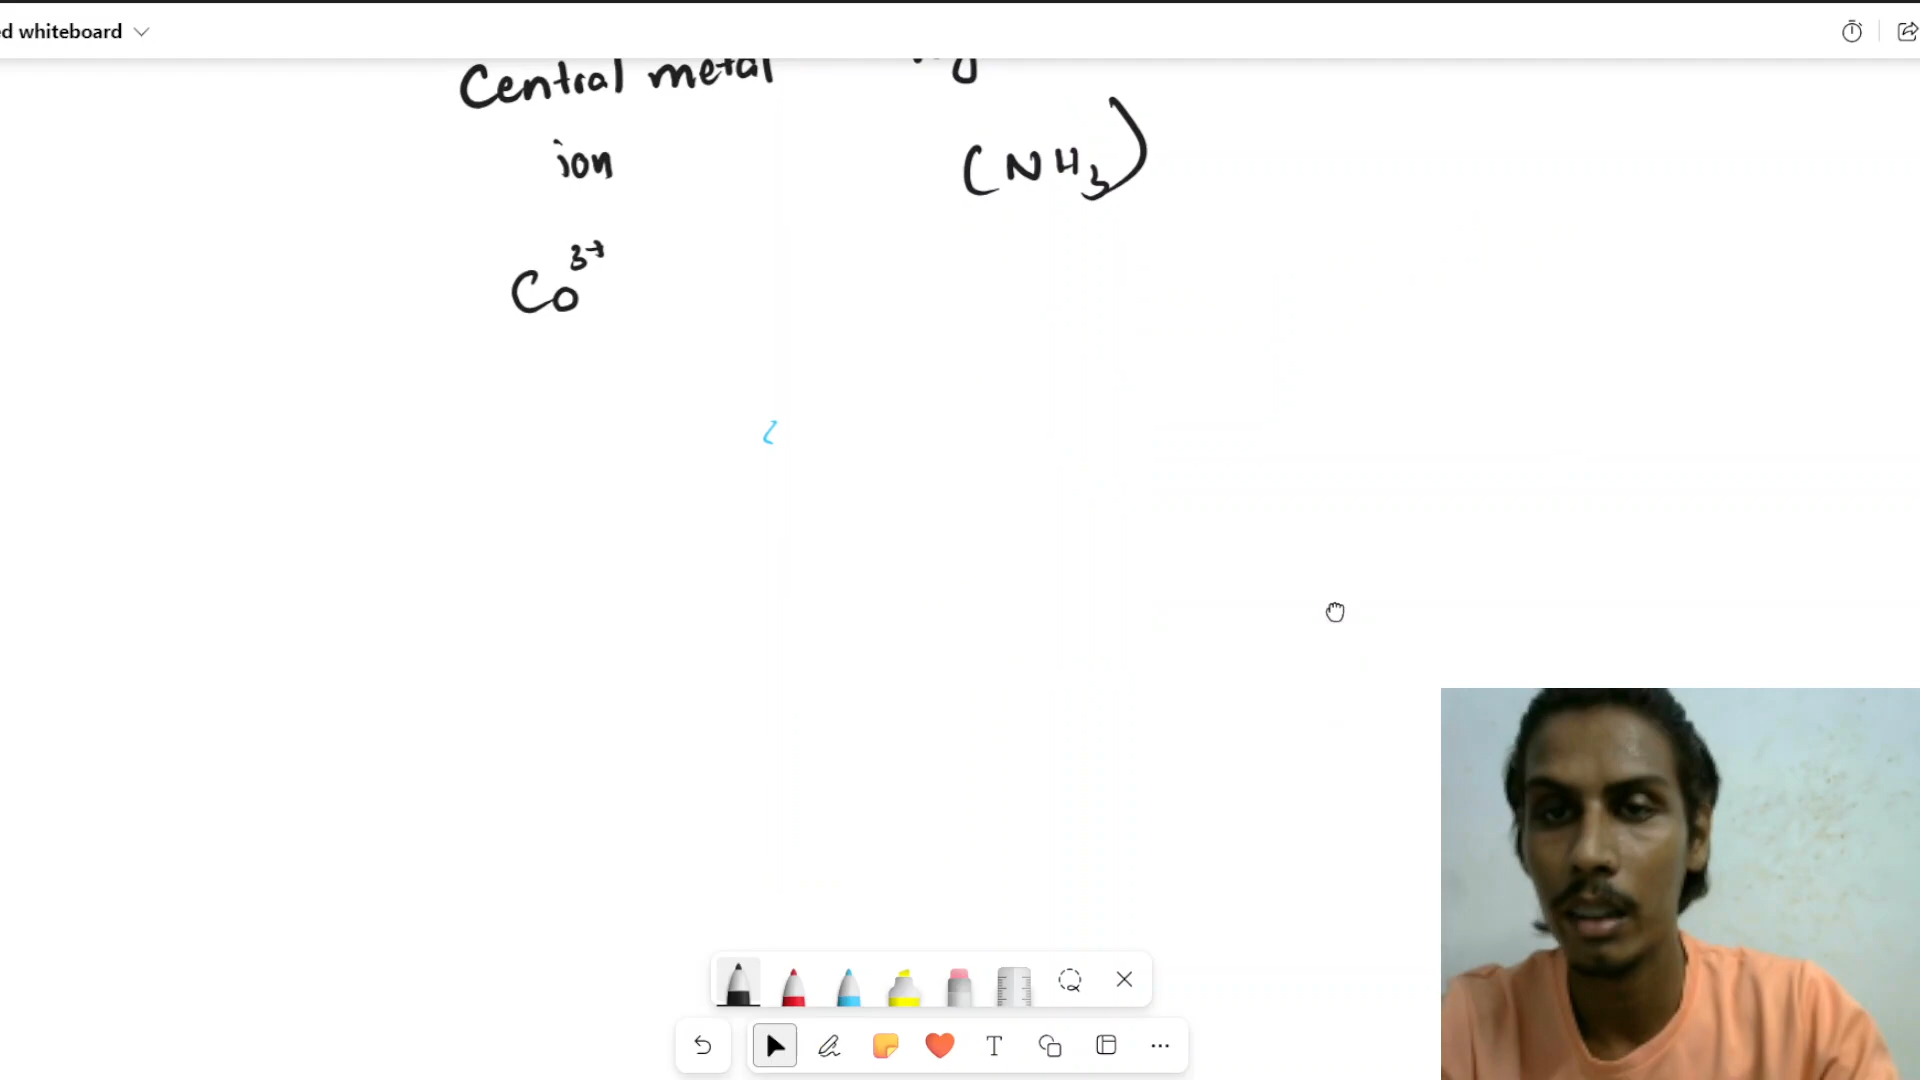 d whiteboard
Central metal
ion
(NH₃)
Co³⁺
T